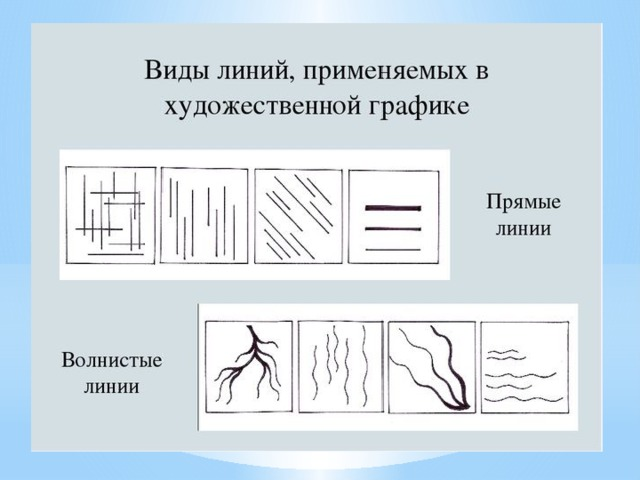 Виды линий, применяемых в
художественной графике
Прямые
линии
Волнистые
линии